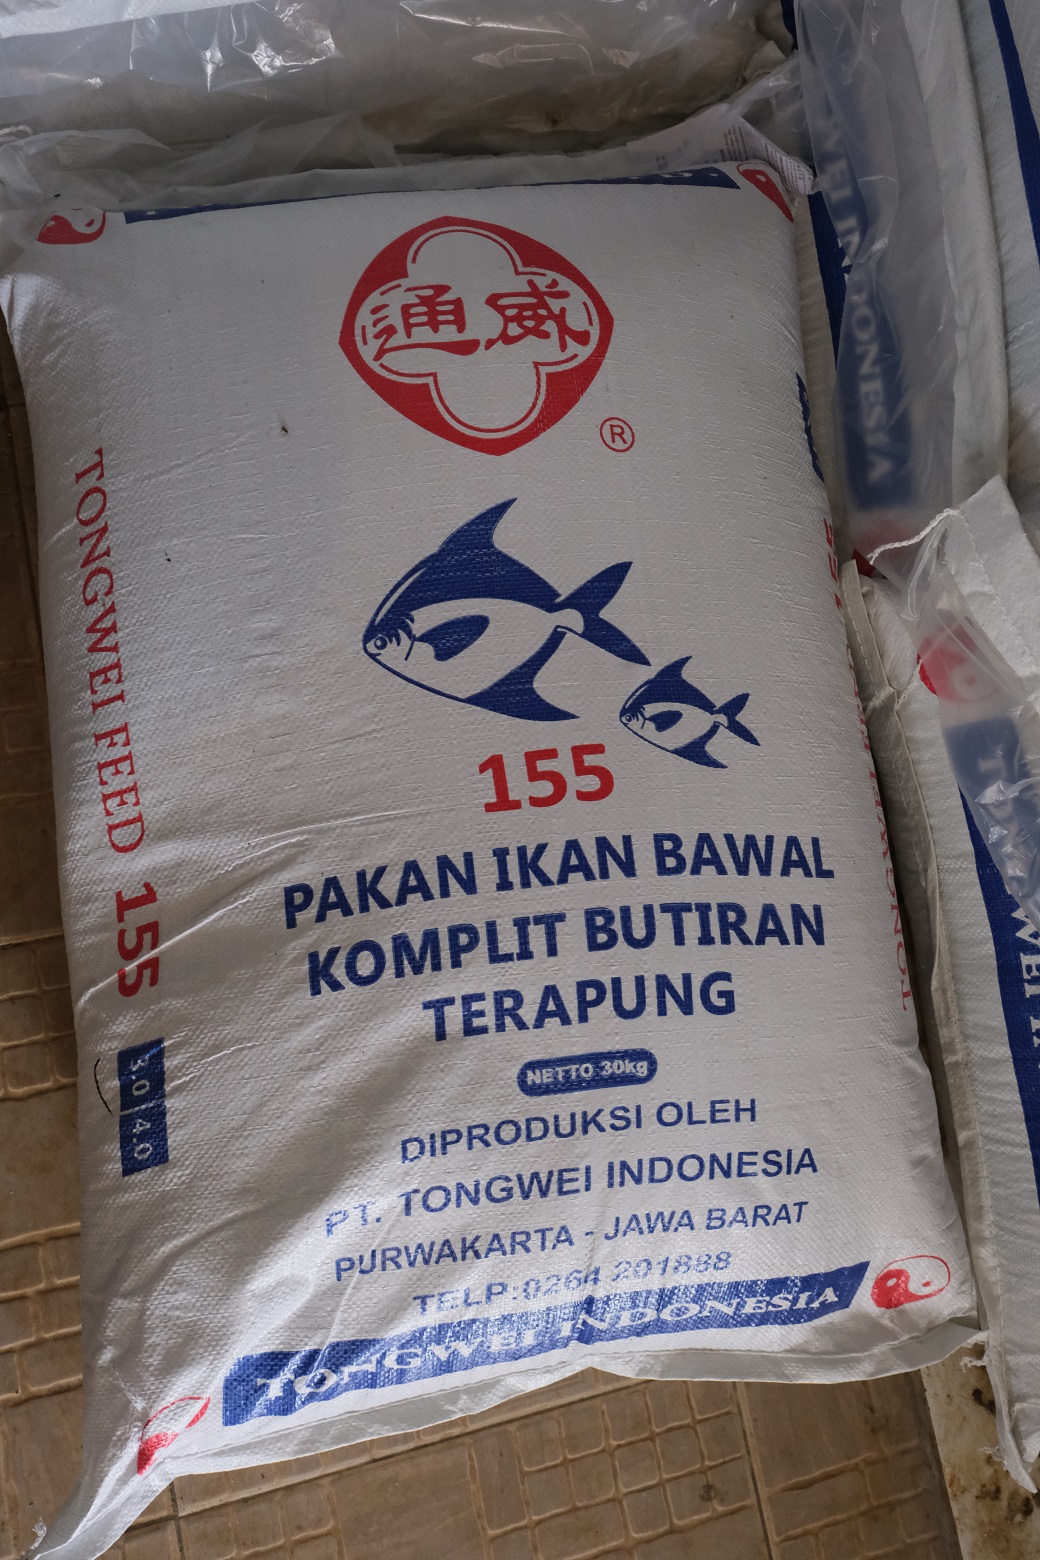 通威
®
155
PAKAN IKAN BAWAL
KOMPLIT BUTIRAN
TERAPUNG
NETTO 30kg
DIPRODUKSI OLEH
PT. TONGWEI INDONESIA
PURWAKARTA - JAWA BARAT
TELP:0264 201888
TONGWEI INDONESIA
TONGWEI FEED 155
3.0 4.0
INDONESIA